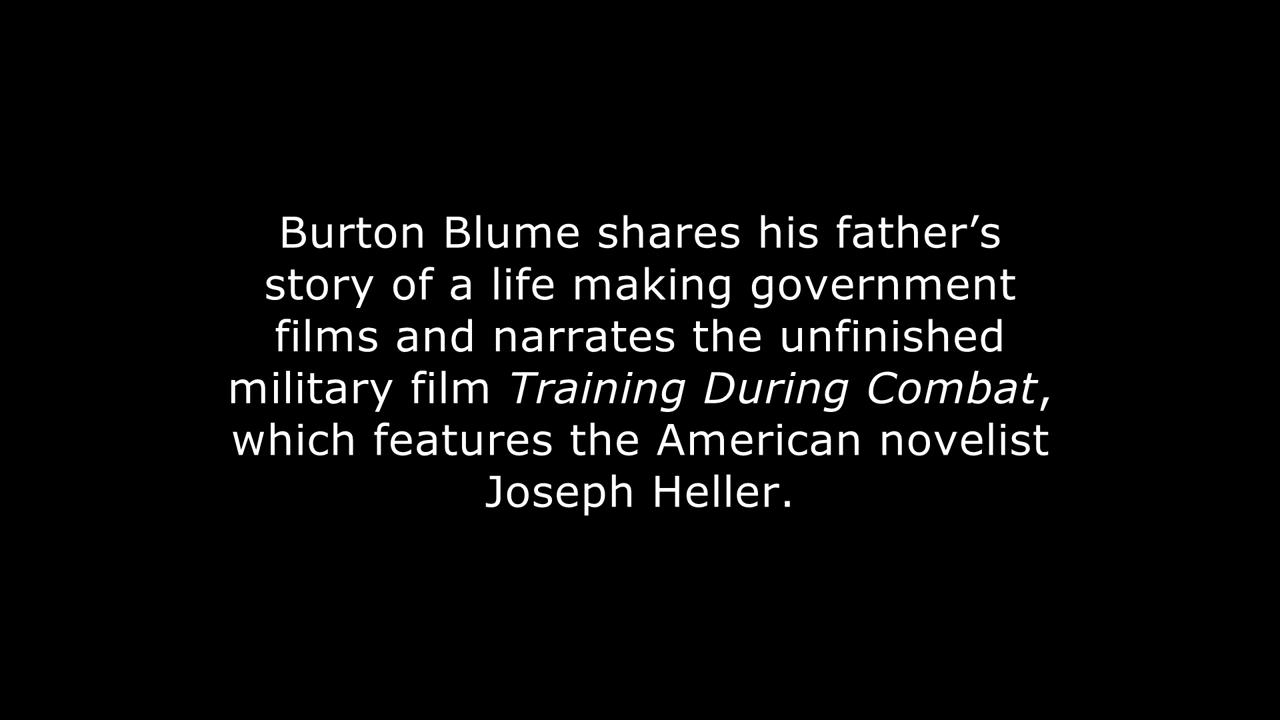 Burton Blume shares his father’s
story of a life making government
films and narrates the unfinished
military film Training During Combat,
which features the American novelist
Joseph Heller.